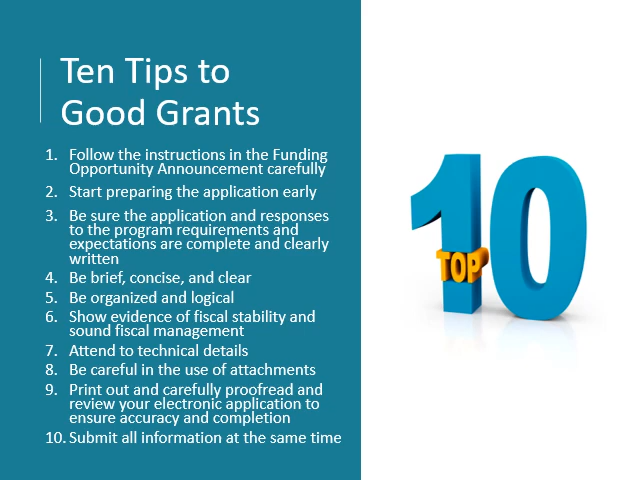 Ten Tips to
Good Grants
1. Follow the instructions in the Funding
Opportunity Announcement carefully
2. Start preparing the application early
3. Be sure the application and responses
to the program requirements and
expectations are complete and clearly
written
4. Be brief, concise, and clear
5. Be organized and logical
6. Show evidence of fiscal stability and
sound fiscal management
7. Attend to technical details
8. Be careful in the use of attachments
9. Print out and carefully proofread and
review your electronic application to
ensure accuracy and completion
10. Submit all information at the same time
10
TOP